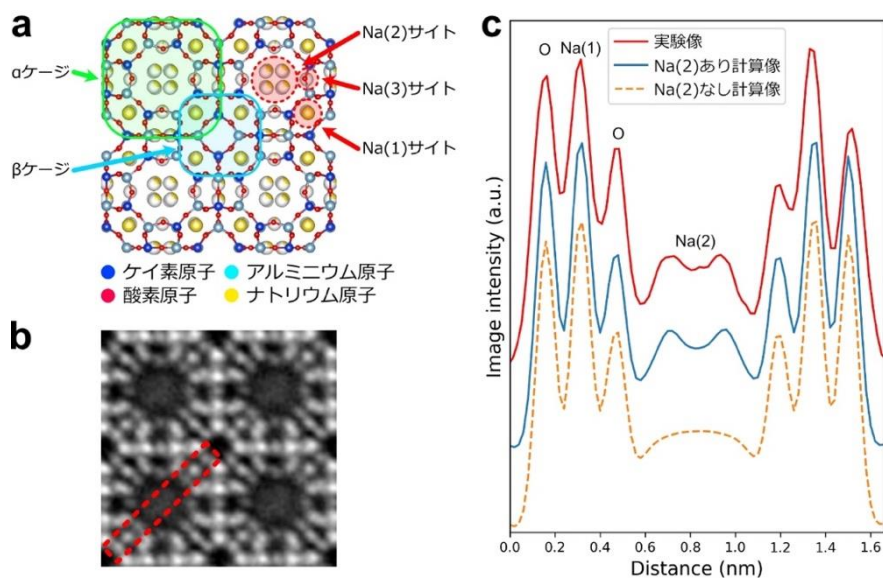 a
Na(2)サイト
Na(3)サイト
Na(1)サイト
αケージ
βケージ
ケイ素原子 アルミニウム原子
酸素原子 ナトリウム原子
b
c
実験像
Na(2)あり計算像
Na(2)なし計算像
O Na(1)
O
Na(2)
Image intensity (a.u.)
0.0 0.2 0.4 0.6 0.8 1.0 1.2 1.4 1.6
Distance (nm)